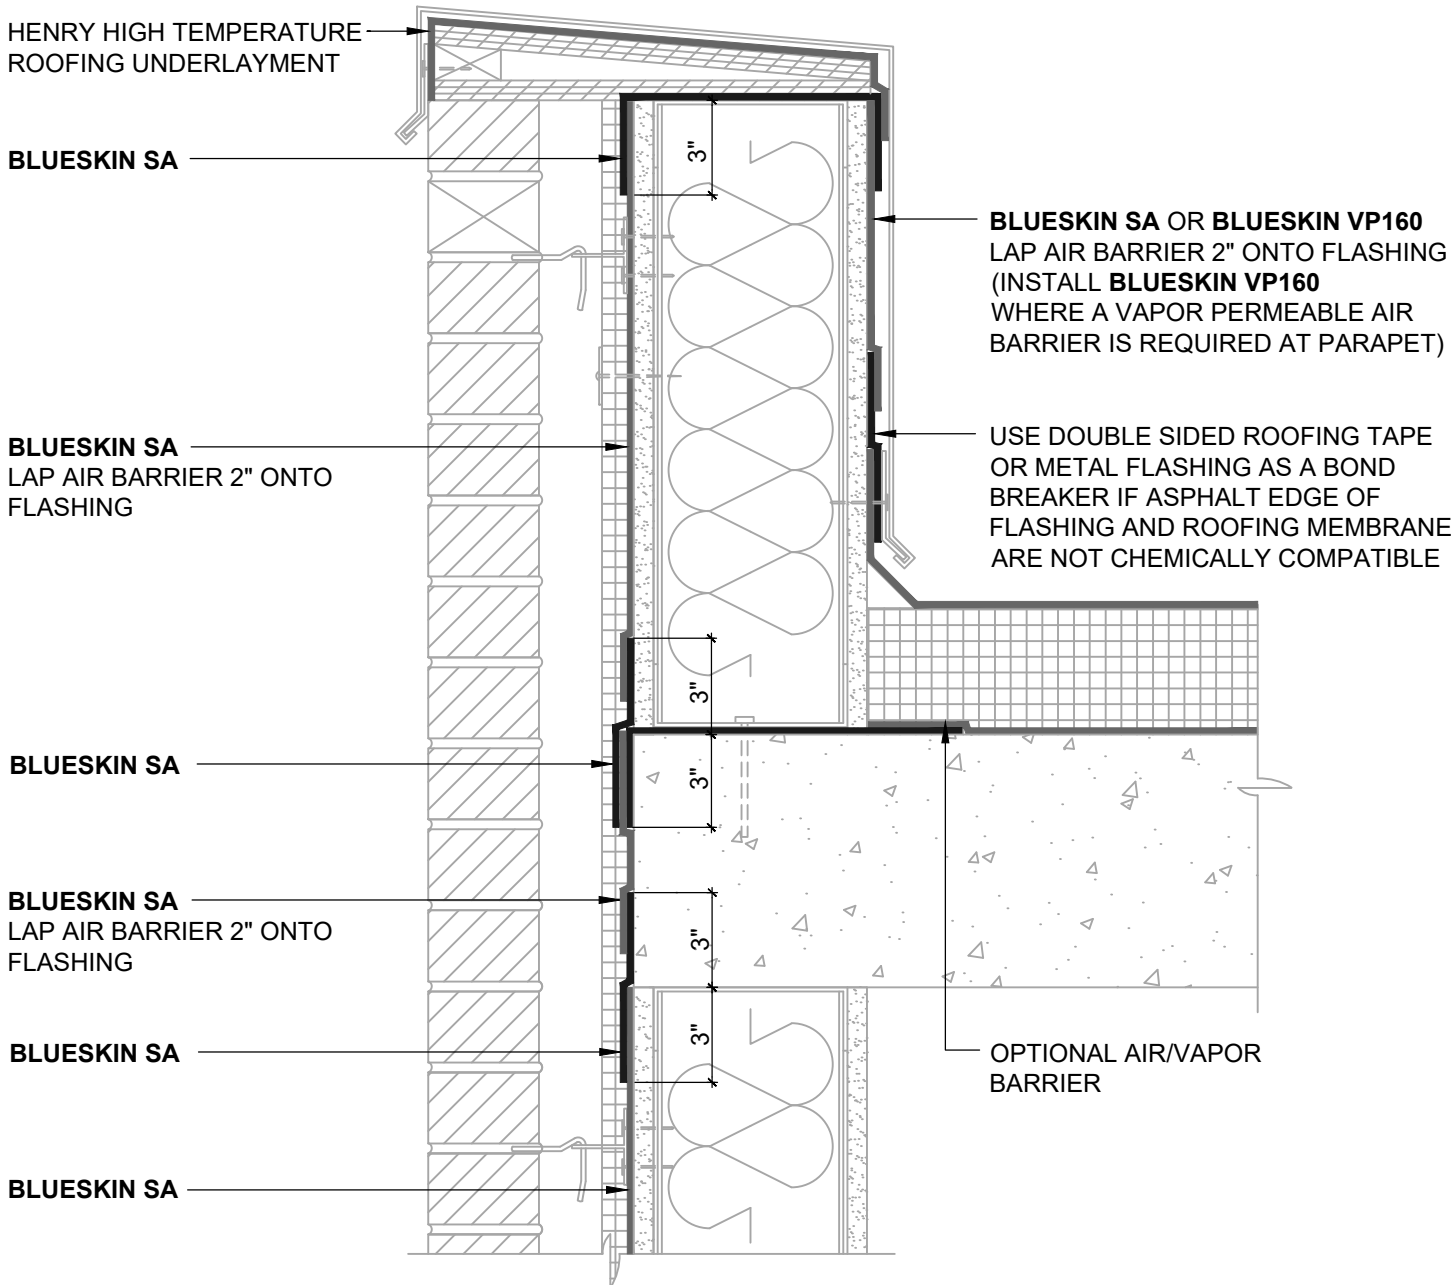 HENRY HIGH TEMPERATURE
ROOFING UNDERLAYMENT
BLUESKIN SA
3"
BLUESKIN SA OR BLUESKIN VP160
LAP AIR BARRIER 2" ONTO FLASHING
(INSTALL BLUESKIN VP160
WHERE A VAPOR PERMEABLE AIR
BARRIER IS REQUIRED AT PARAPET)
BLUESKIN SA
LAP AIR BARRIER 2" ONTO
FLASHING
USE DOUBLE SIDED ROOFING TAPE
OR METAL FLASHING AS A BOND
BREAKER IF ASPHALT EDGE OF
FLASHING AND ROOFING MEMBRANE
ARE NOT CHEMICALLY COMPATIBLE
3"
BLUESKIN SA
3"
BLUESKIN SA
LAP AIR BARRIER 2" ONTO
FLASHING
3"
BLUESKIN SA
3"
OPTIONAL AIR/VAPOR
BARRIER
BLUESKIN SA